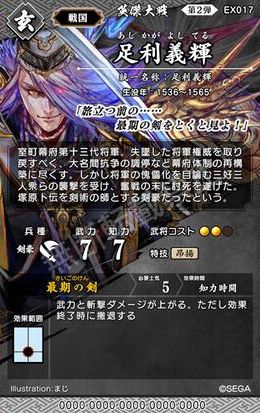 玄
戦国
英傑大戦
第2弾
EX017
あしかが よしてる
足利義輝
統一名称：足利義輝
生没年：1536～1565
「旅立つ前の……
最期の剣をとくと見よ！」
室町幕府第十三代将軍。失墜した将軍権威を取り
戻すべく、大名間抗争の調停など幕府体制の再構
築に尽くす。しかし将軍の傀儡化を目論む三好三
人衆らの襲撃を受け、奮戦の末に討死を遂げた。
塚原卜伝を剣術の師とする剣豪だったという。
兵種 武力 知力 武将コスト
剣豪 7 7
特技 昂揚
さいごのけん
最期の剣
必要士気 5
効果時間 知力時間
効果範囲
武力と斬撃ダメージが上がる。ただし効果
終了時に撤退する
Illustration:まじ
©SEGA
0000-0000-0000-0000-0000